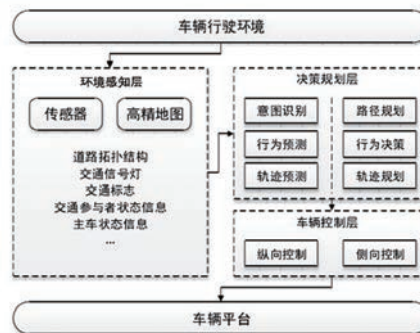 车辆行驶环境
环境感知层
传感器
高精地图
道路拓扑结构
交通信号灯
交通标志
交通参与者状态信息
主车状态信息
...
决策规划层
意图识别
路径规划
行为预测
行为决策
轨迹预测
轨迹规划
车辆控制层
纵向控制
侧向控制
车辆平台